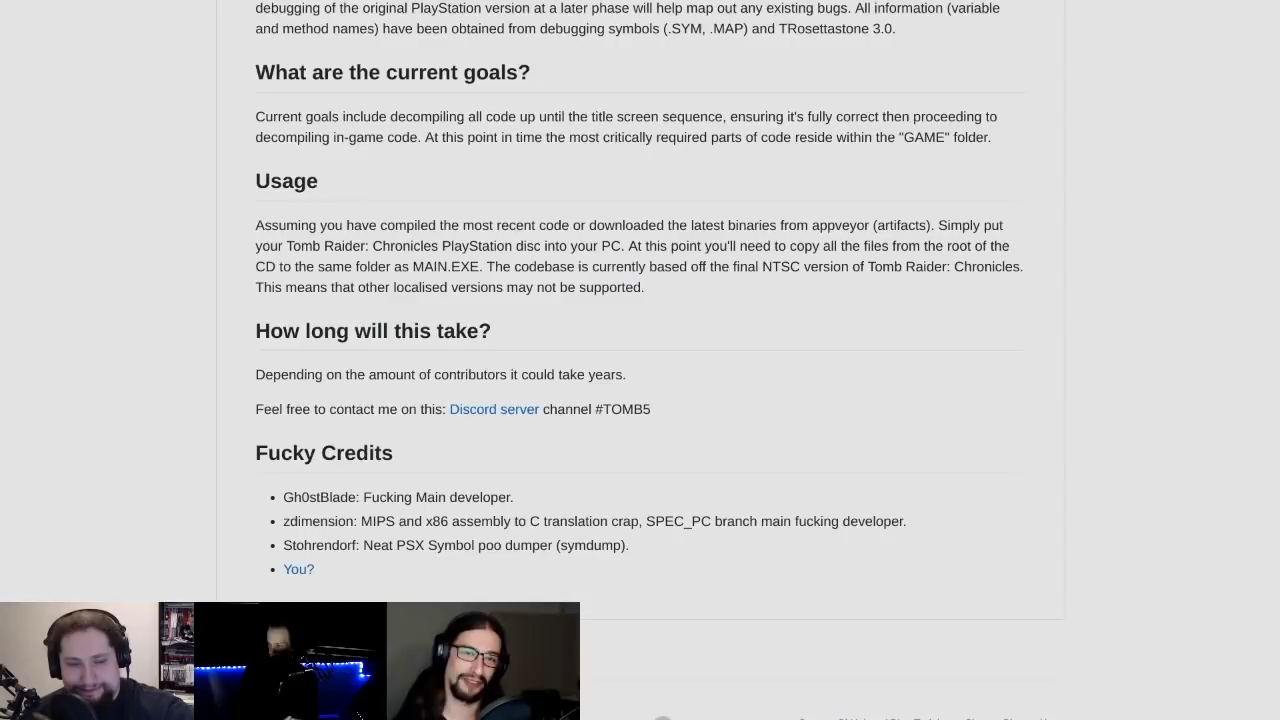 debugging of the original PlayStation version at a later phase will help map out any existing bugs. All information (variable
and method names) have been obtained from debugging symbols (.SYM, .MAP) and TRosettastone 3.0.
What are the current goals?
Current goals include decompiling all code up until the title screen sequence, ensuring it's fully correct then proceeding to
decompiling in-game code. At this point in time the most critically required parts of code reside within the "GAME" folder.
Usage
Assuming you have compiled the most recent code or downloaded the latest binaries from appveyor (artifacts). Simply put
your Tomb Raider: Chronicles PlayStation disc into your PC. At this point you'll need to copy all the files from the root of the
CD to the same folder as MAIN.EXE. The codebase is currently based off the final NTSC version of Tomb Raider: Chronicles.
This means that other localised versions may not be supported.
How long will this take?
Depending on the amount of contributors it could take years.
Feel free to contact me on this: Discord server channel #TOMB5
Fucky Credits
• Gh0stBlade: Fucking Main developer.
• zdimension: MIPS and x86 assembly to C translation crap, SPEC_PC branch main fucking developer.
• Stohrendorf: Neat PSX Symbol poo dumper (symdump).
• You?